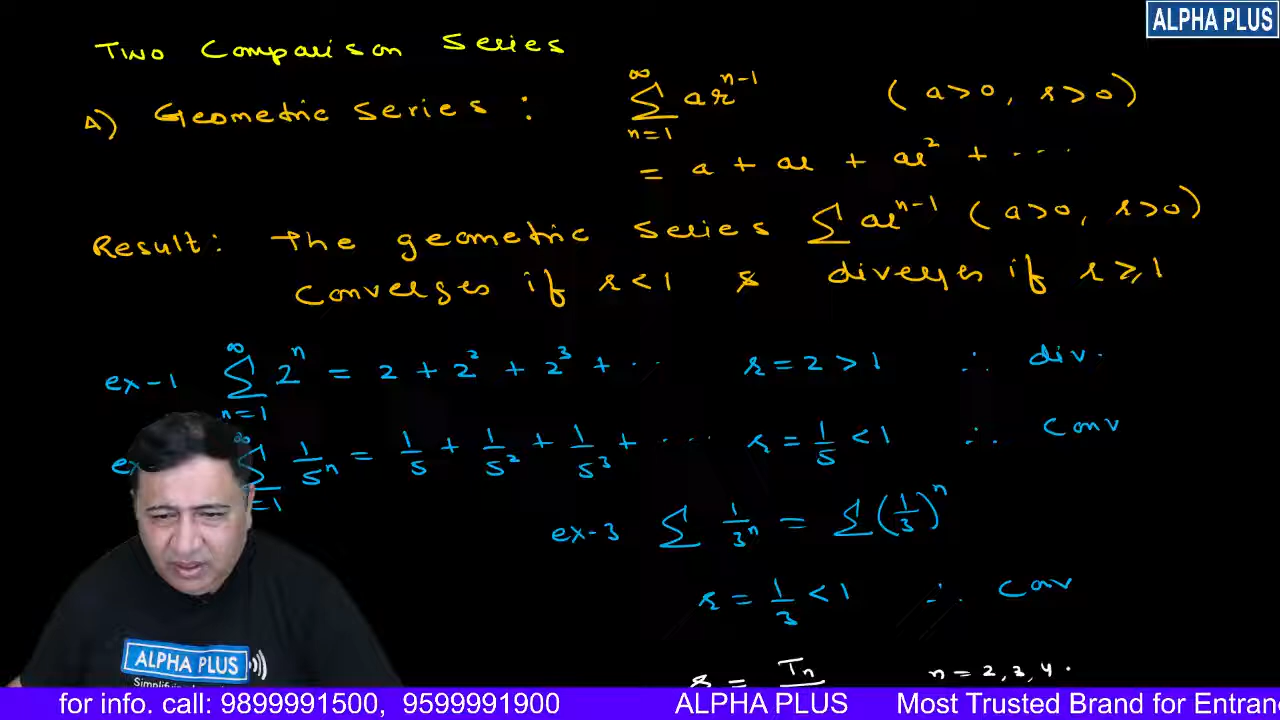 ALPHA PLUS
Two Comparison Series
A) Geometric series : ∞ Σ n=1 ar^(n-1) (a>0, r>0)
= a + ar + ar² + ....
Result: The geometric series Σ ar^(n-1) (a>0, r>0)
converges if r<1 & diverges if r ≥ 1
ex-1 ∞ Σ n=1 2^n = 2 + 2² + 2³ + ... r = 2 > 1 ∴ div.
∞ Σ =1 1/5^n = 1/5 + 1/5² + 1/5³ + .... r = 1/5 < 1 ∴ conv
ex-3 Σ 1/3^n = Σ (1/3)^n
r = 1/3 < 1 ∴ conv
r = Tn n = 2, 3, 4 .
ALPHA PLUS
for info. call: 9899991500, 9599991900 ALPHA PLUS Most Trusted Brand for Entran